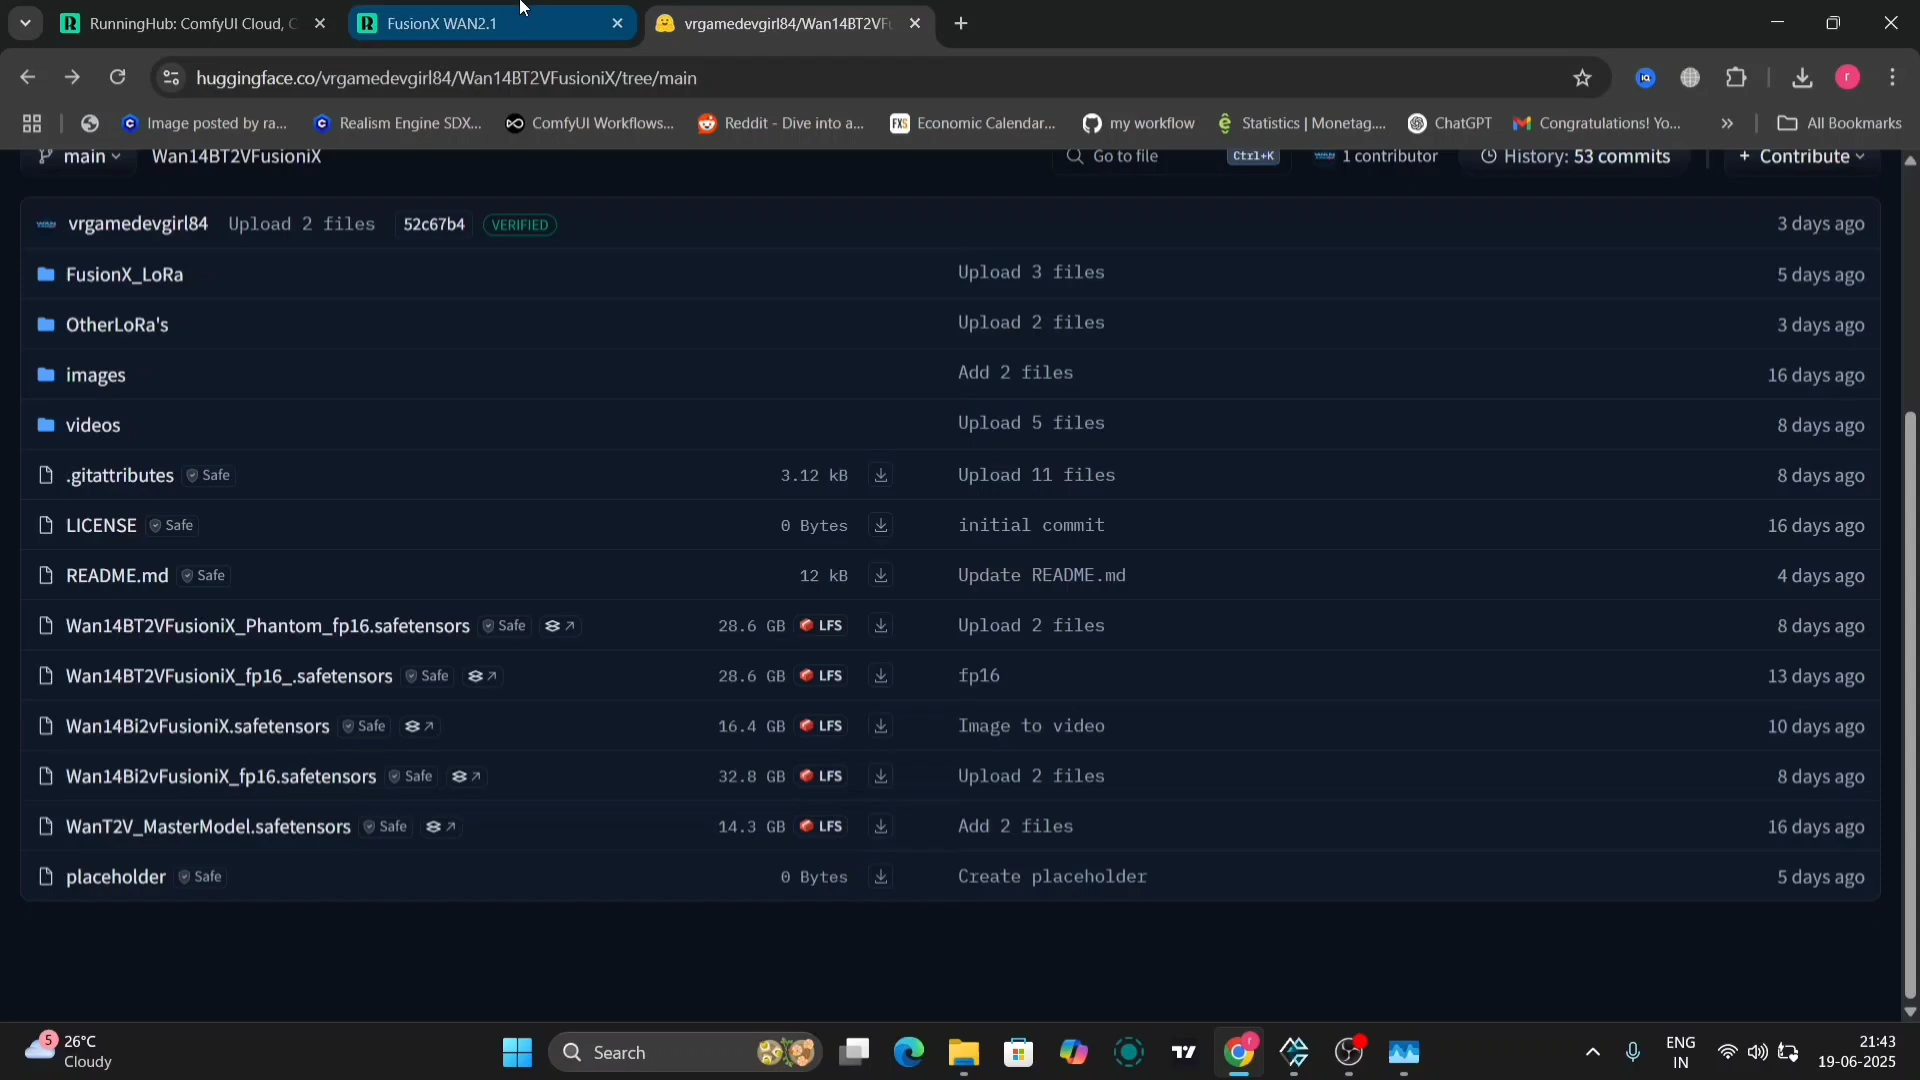 RunningHub: ComfyUI Cloud, C
FusionX WAN2.1
vrgamedevgirl84/Wan14BT2VF
huggingface.co/vrgamedevgirl84/Wan14BT2VFusioniX/tree/main
Image posted by ra...
Realism Engine SDX...
ComfyUI Workflows...
Reddit - Dive into a...
Economic Calendar...
my workflow
Statistics | Monetag....
ChatGPT
Congratulations! Yo...
All Bookmarks
main Wan14BT2VFusioniX Go to file Ctrl+K 1 contributor History: 53 commits + Contribute
vrgamedevgirl84 Upload 2 files 52c67b4 VERIFIED 3 days ago
FusionX_LoRa Upload 3 files 5 days ago
OtherLoRa's Upload 2 files 3 days ago
images Add 2 files 16 days ago
videos Upload 5 files 8 days ago
.gitattributes Safe 3.12 kB Upload 11 files 8 days ago
LICENSE Safe 0 Bytes initial commit 16 days ago
README.md Safe 12 kB Update README.md 4 days ago
Wan14BT2VFusioniX_Phantom_fp16.safetensors Safe 28.6 GB LFS Upload 2 files 8 days ago
Wan14BT2VFusioniX_fp16_.safetensors Safe 28.6 GB LFS fp16 13 days ago
Wan14Bi2vFusioniX.safetensors Safe 16.4 GB LFS Image to video 10 days ago
Wan14Bi2vFusioniX_fp16.safetensors Safe 32.8 GB LFS Upload 2 files 8 days ago
WanT2V_MasterModel.safetensors Safe 14.3 GB LFS Add 2 files 16 days ago
placeholder Safe 0 Bytes Create placeholder 5 days ago
5
26°C
Cloudy
Search
ENG
IN
21:43
19-06-2025